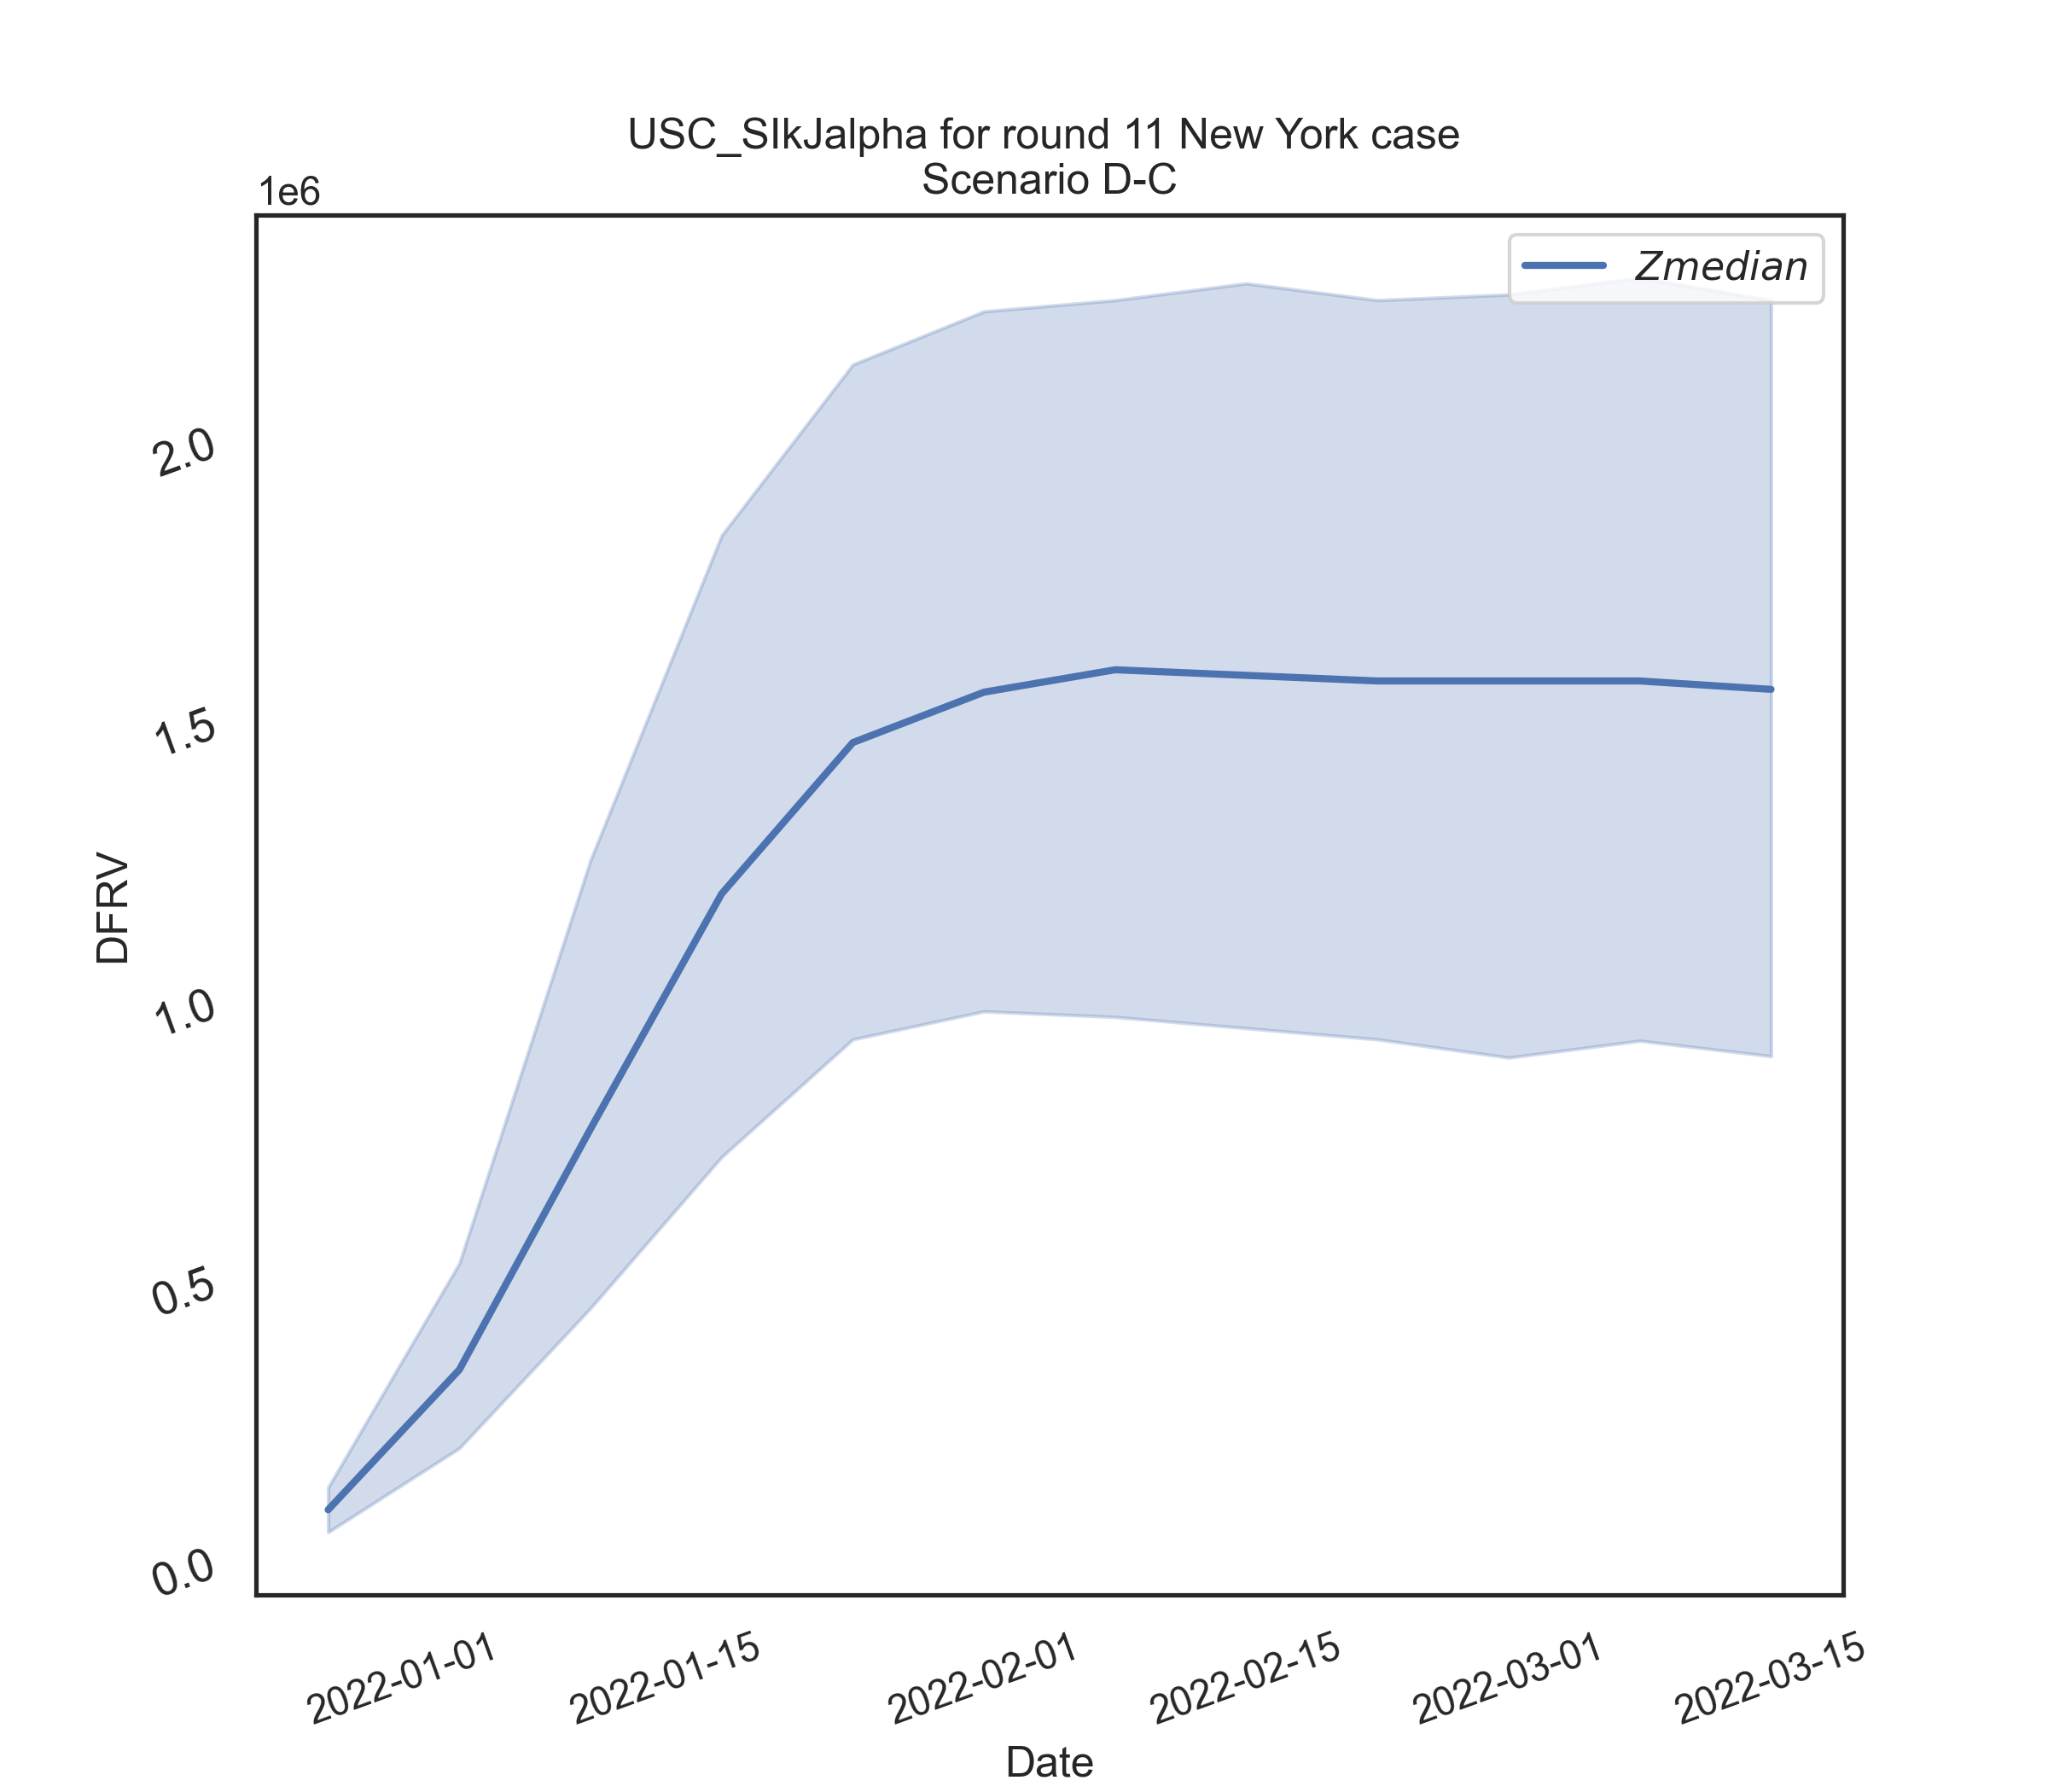 USC_SIkJalpha for round 11 New York case
Scenario D-C
1e6
Zmedian
2.0
1.5
1.0
0.5
0.0
DFRV
2022-01-01
2022-01-15
2022-02-01
2022-02-15
2022-03-01
2022-03-15
Date